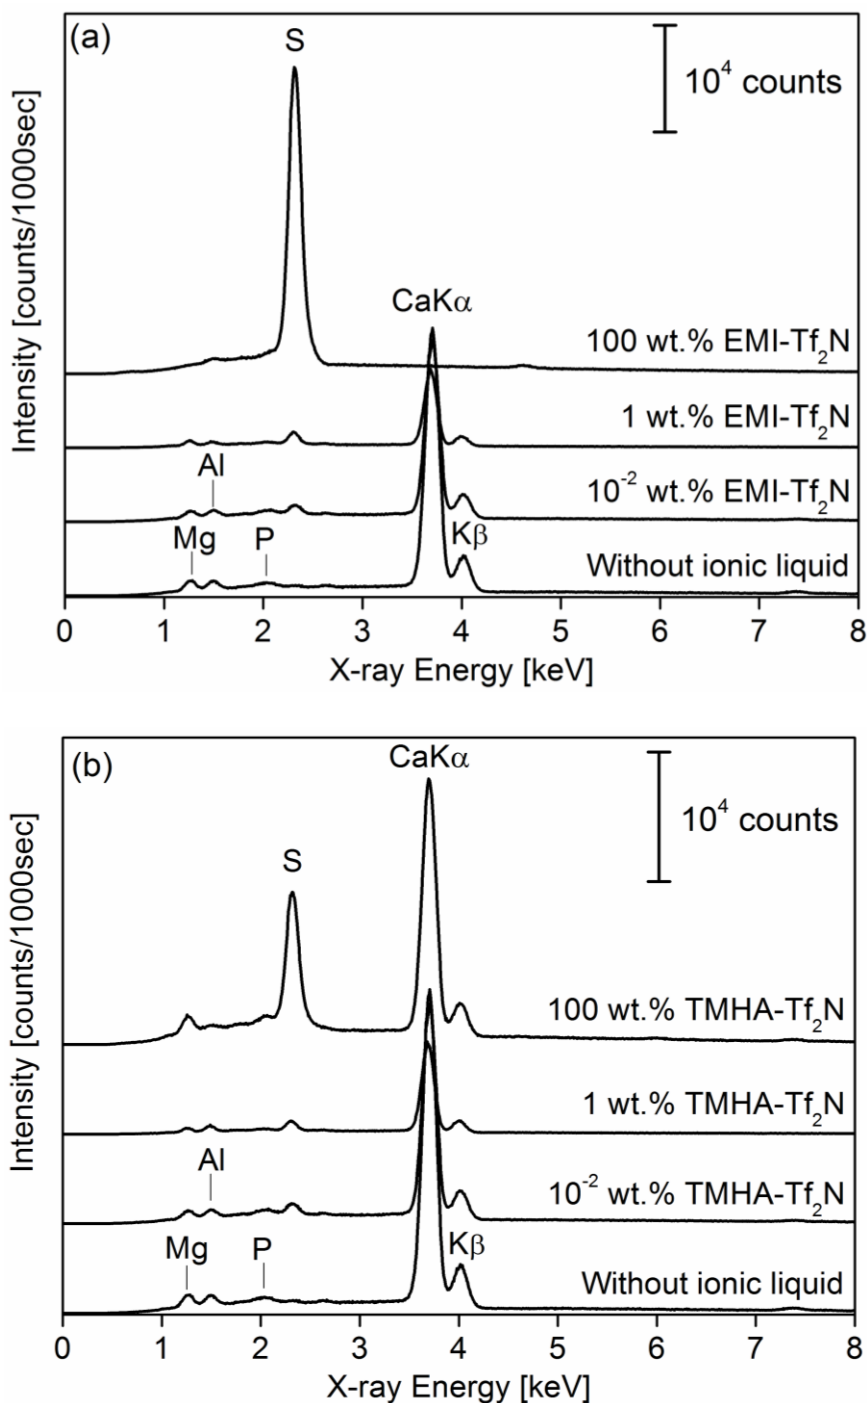 (a)
S
10⁴ counts
CaKα
100 wt.% EMI-Tf₂N
1 wt.% EMI-Tf₂N
Al
10⁻² wt.% EMI-Tf₂N
Mg
P
Kβ
Without ionic liquid
Intensity [counts/1000sec]
0 1 2 3 4 5 6 7 8
X-ray Energy [keV]
(b)
CaKα
10⁴ counts
S
100 wt.% TMHA-Tf₂N
1 wt.% TMHA-Tf₂N
Al
10⁻² wt.% TMHA-Tf₂N
Mg
P
Kβ
Without ionic liquid
Intensity [counts/1000sec]
0 1 2 3 4 5 6 7 8
X-ray Energy [keV]